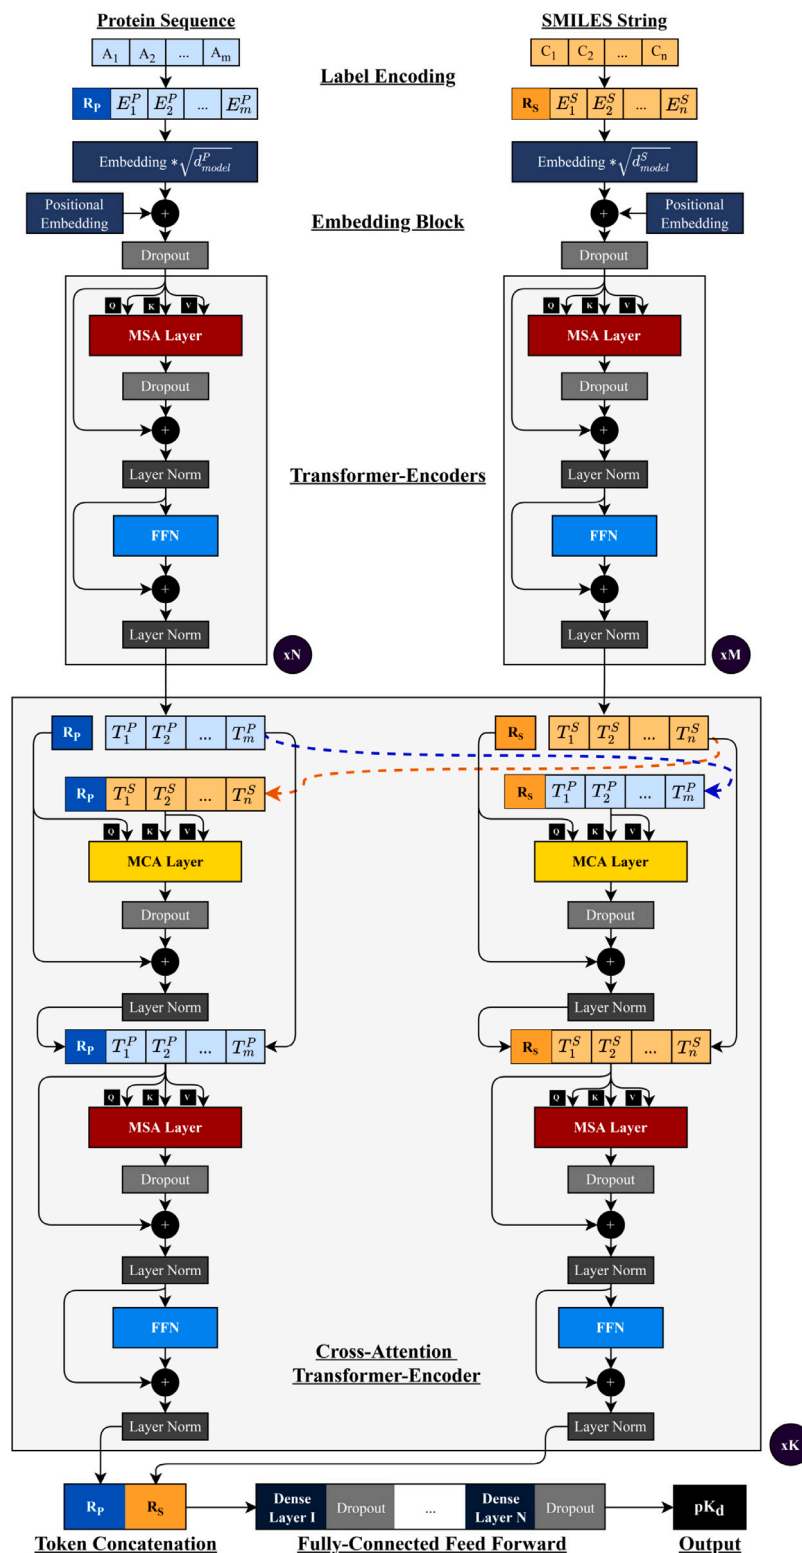 Protein Sequence SMILES String
A1 A2 ... Am C1 C2 ... Cn
Label Encoding
RP E1P E2P ... EmP RS E1S E2S ... EnS
Embedding * √dPmodel Embedding * √dSmodel
Positional Embedding + + Positional Embedding
Embedding Block
Dropout Dropout
Q K V Q K V
MSA Layer MSA Layer
Dropout Dropout
+ +
Layer Norm Layer Norm
Transformer-Encoders
FFN FFN
+ +
Layer Norm Layer Norm
xN xM
RP T1P T2P ... TmP RS T1S T2S ... TnS
RP T1S T2S ... TnS RS T1P T2P ... TmP
Q K V Q K V
MCA Layer MCA Layer
Dropout Dropout
+ +
Layer Norm Layer Norm
RP T1P T2P ... TmP RS T1S T2S ... TnS
Q K V Q K V
MSA Layer MSA Layer
Dropout Dropout
+ +
Layer Norm Layer Norm
FFN FFN
Cross-Attention
Transformer-Encoder
+ +
Layer Norm Layer Norm
xK
RP RS Dense Layer I Dropout ... Dense Layer N Dropout pKd
Token Concatenation Fully-Connected Feed Forward Output